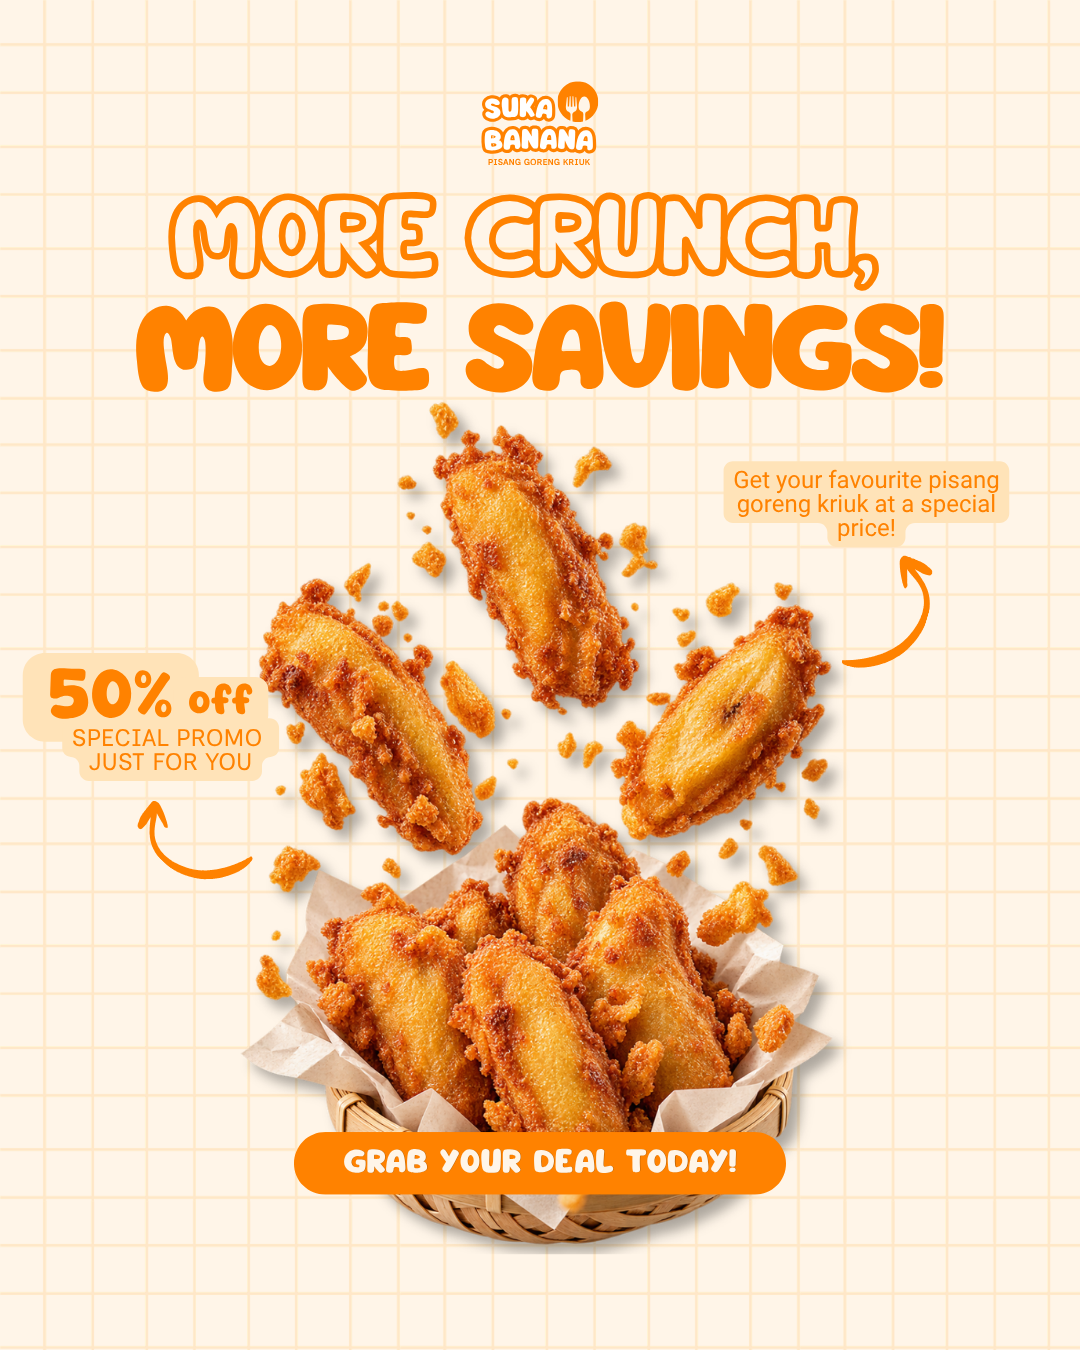 SUKA
BANANA
PISANG GORENG KRIUK
MORE CRUNCH,
MORE SAVINGS!
Get your favourite pisang
goreng kriuk at a special
price!
50% off
SPECIAL PROMO
JUST FOR YOU
GRAB YOUR DEAL TODAY!